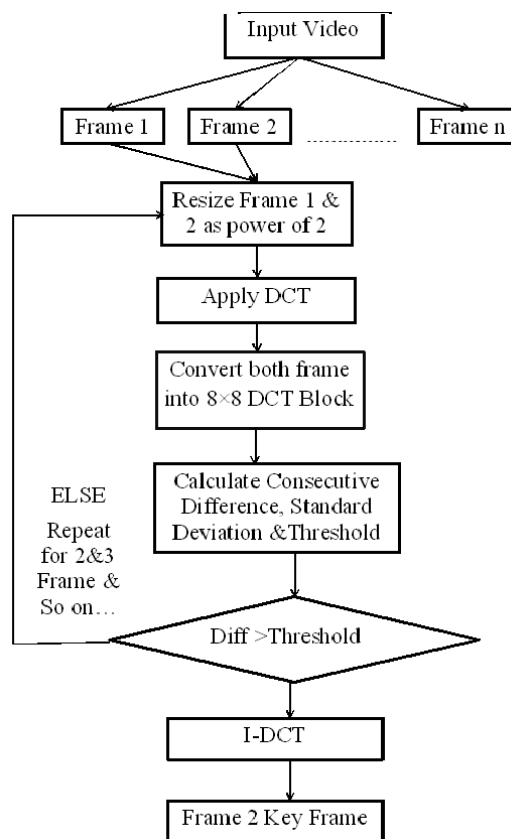 Input Video
Frame 1
Frame 2
Frame n
Resize Frame 1 &
2 as power of 2
Apply DCT
Convert both frame
into 8×8 DCT Block
Calculate Consecutive
Difference, Standard
Deviation &Threshold
ELSE
Repeat
for 2&3
Frame &
So on…
Diff >Threshold
I-DCT
Frame 2 Key Frame